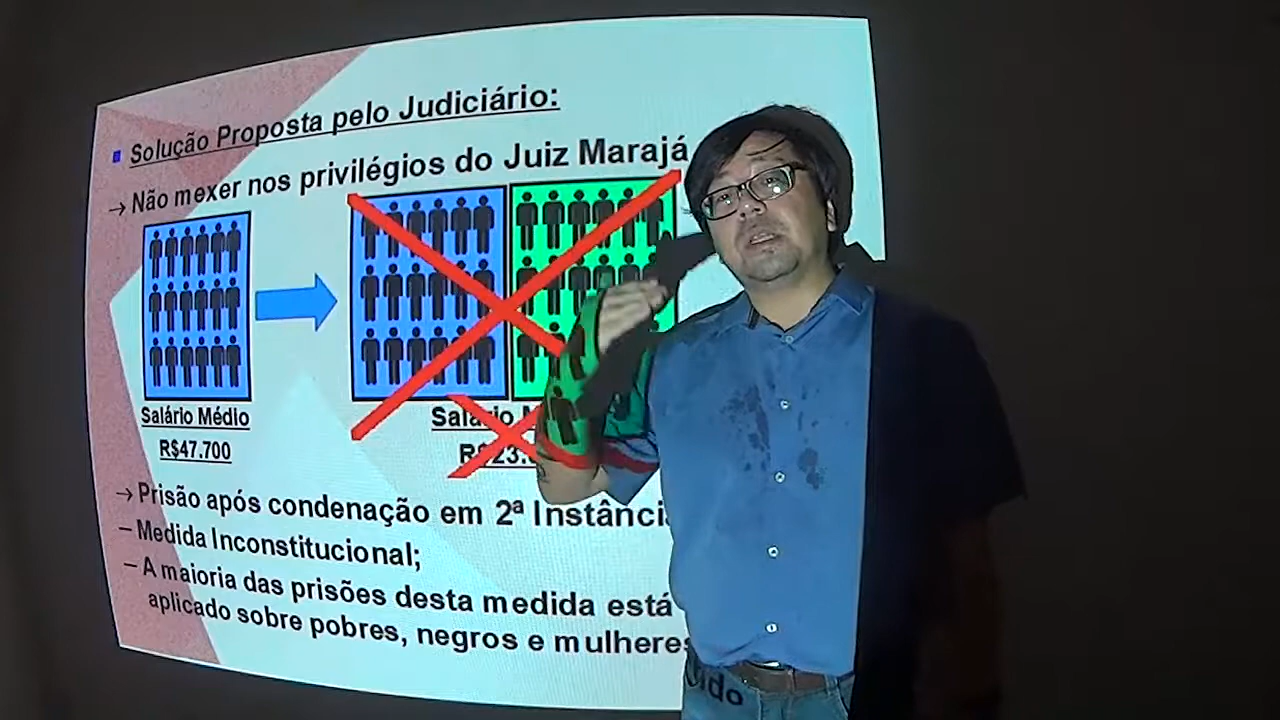 Solução Proposta pelo Judiciário:
→ Não mexer nos privilégios do Juiz Marajá
Salário Médio
R$47.700
Salário
→ Prisão após condenação em 2ª
– Medida Inconstitucional;
– A maioria das prisões desta medida está
aplicado sobre pobres, negros e mulheres